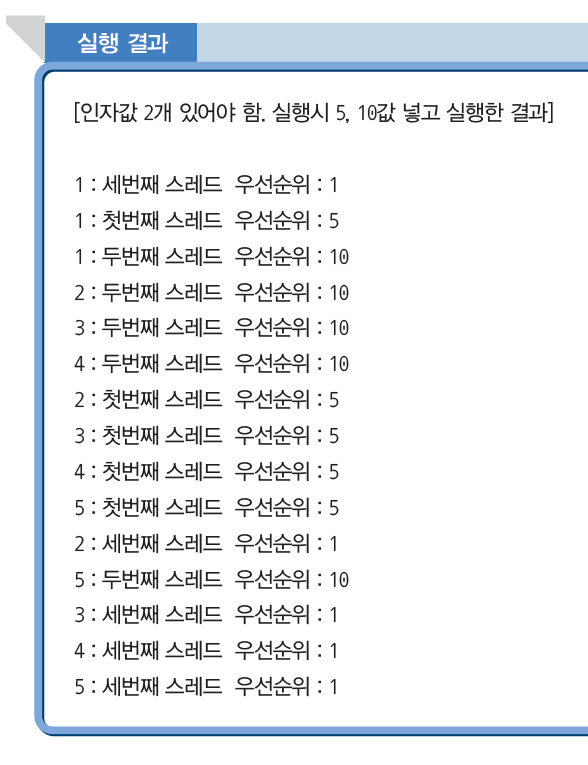 실행 결과
[인자값 2개 있어야 함. 실행시 5, 10값 넣고 실행한 결과]
1 : 세번째 스레드 우선순위 : 1
1 : 첫번째 스레드 우선순위 : 5
1 : 두번째 스레드 우선순위 : 10
2 : 두번째 스레드 우선순위 : 10
3 : 두번째 스레드 우선순위 : 10
4 : 두번째 스레드 우선순위 : 10
2 : 첫번째 스레드 우선순위 : 5
3 : 첫번째 스레드 우선순위 : 5
4 : 첫번째 스레드 우선순위 : 5
5 : 첫번째 스레드 우선순위 : 5
2 : 세번째 스레드 우선순위 : 1
5 : 두번째 스레드 우선순위 : 10
3 : 세번째 스레드 우선순위 : 1
4 : 세번째 스레드 우선순위 : 1
5 : 세번째 스레드 우선순위 : 1